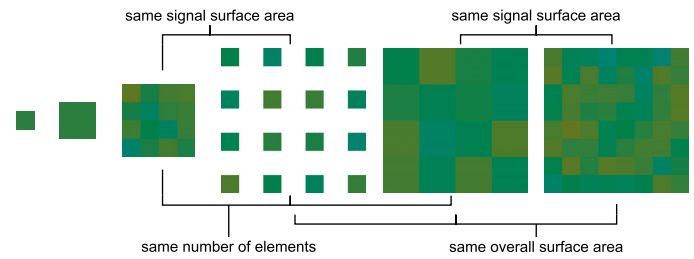 same signal surface area
same signal surface area
same number of elements
same overall surface area